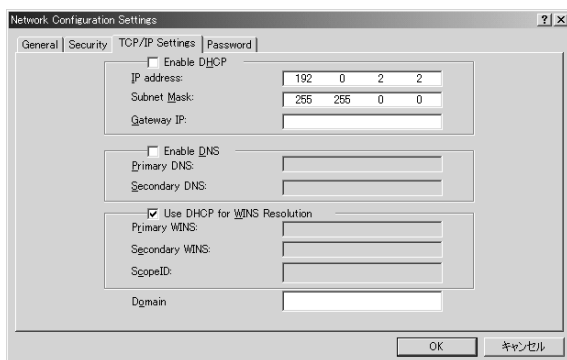 Network Configuration Settings
General Security TCP/IP Settings Password
Enable DHCP
IP address: 192 0 2 2
Subnet Mask: 255 255 0 0
Gateway IP:
Enable DNS
Primary DNS:
Secondary DNS:
Use DHCP for WINS Resolution
Primary WINS:
Secondary WINS:
ScopeID:
Domain
OK キャンセル